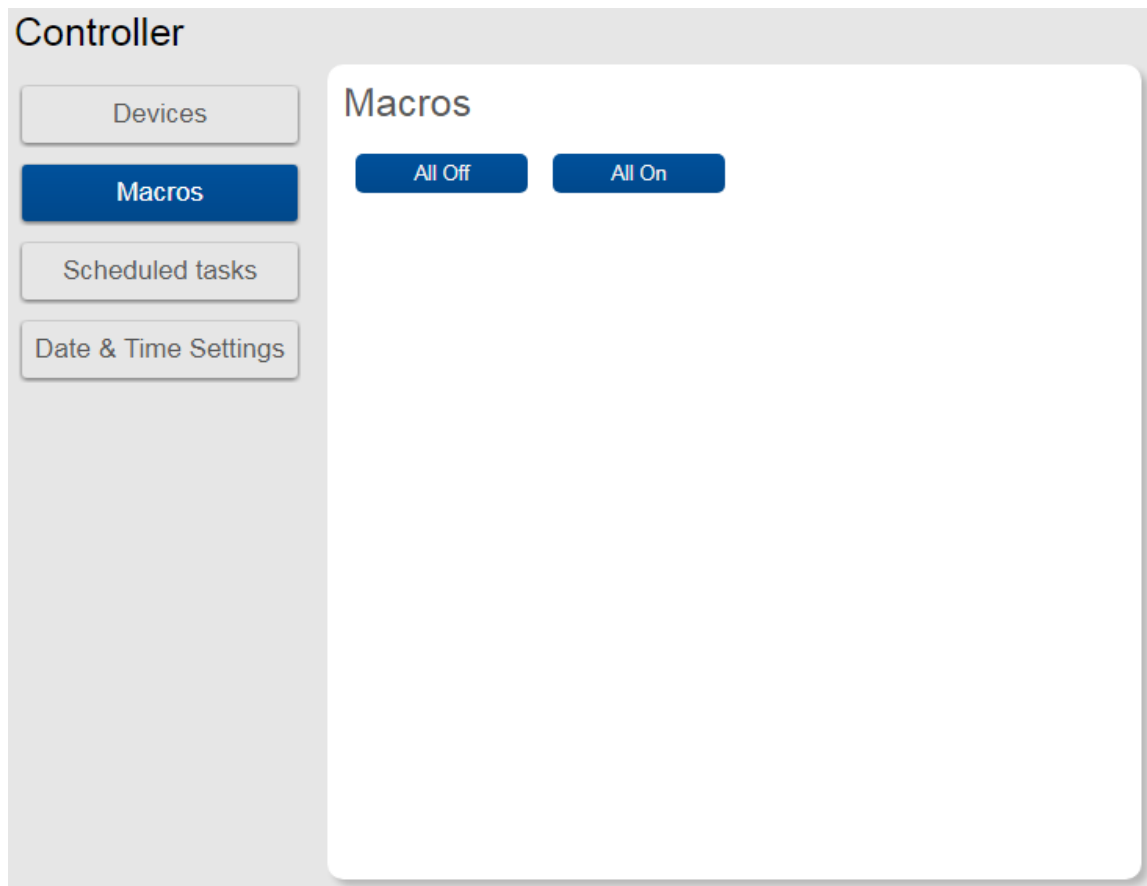 Controller
Devices
Macros
Scheduled tasks
Date & Time Settings
Macros
All Off
All On